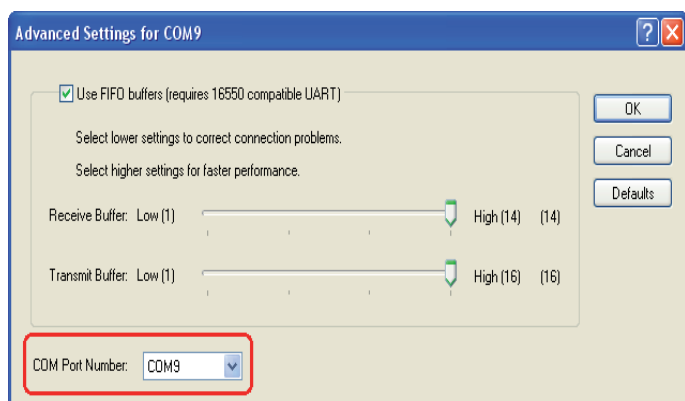 Advanced Settings for COM9
Use FIFO buffers (requires 16550 compatible UART)
OK
Select lower settings to correct connection problems.
Cancel
Select higher settings for faster performance.
Defaults
Receive Buffer: Low (1) High (14) (14)
Transmit Buffer: Low (1) High (16) (16)
COM Port Number: COM9